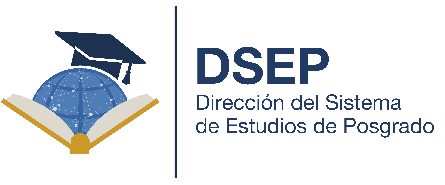 DSEP
Dirección del Sistema
de Estudios de Posgrado